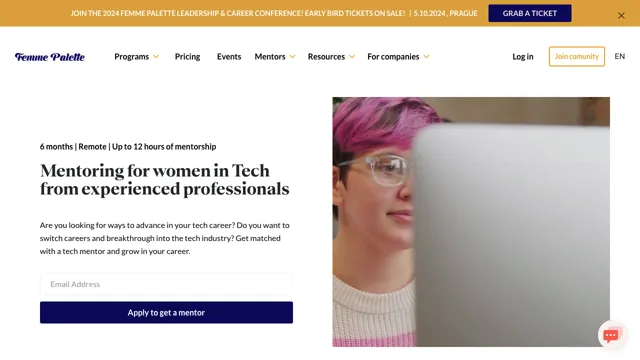 JOIN THE 2024 FEMME PALETTE LEADERSHIP & CAREER CONFERENCE! EARLY BIRD TICKETS ON SALE! | 5.10.2024 , PRAGUE
GRAB A TICKET
Femme Palette
Programs
Pricing
Events
Mentors
Resources
For companies
Log in
Join comunity
EN
6 months | Remote | Up to 12 hours of mentorship
Mentoring for women in Tech
from experienced professionals
Are you looking for ways to advance in your tech career? Do you want to
switch careers and breakthrough into the tech industry? Get matched
with a tech mentor and grow in your career.
Email Address
Apply to get a mentor